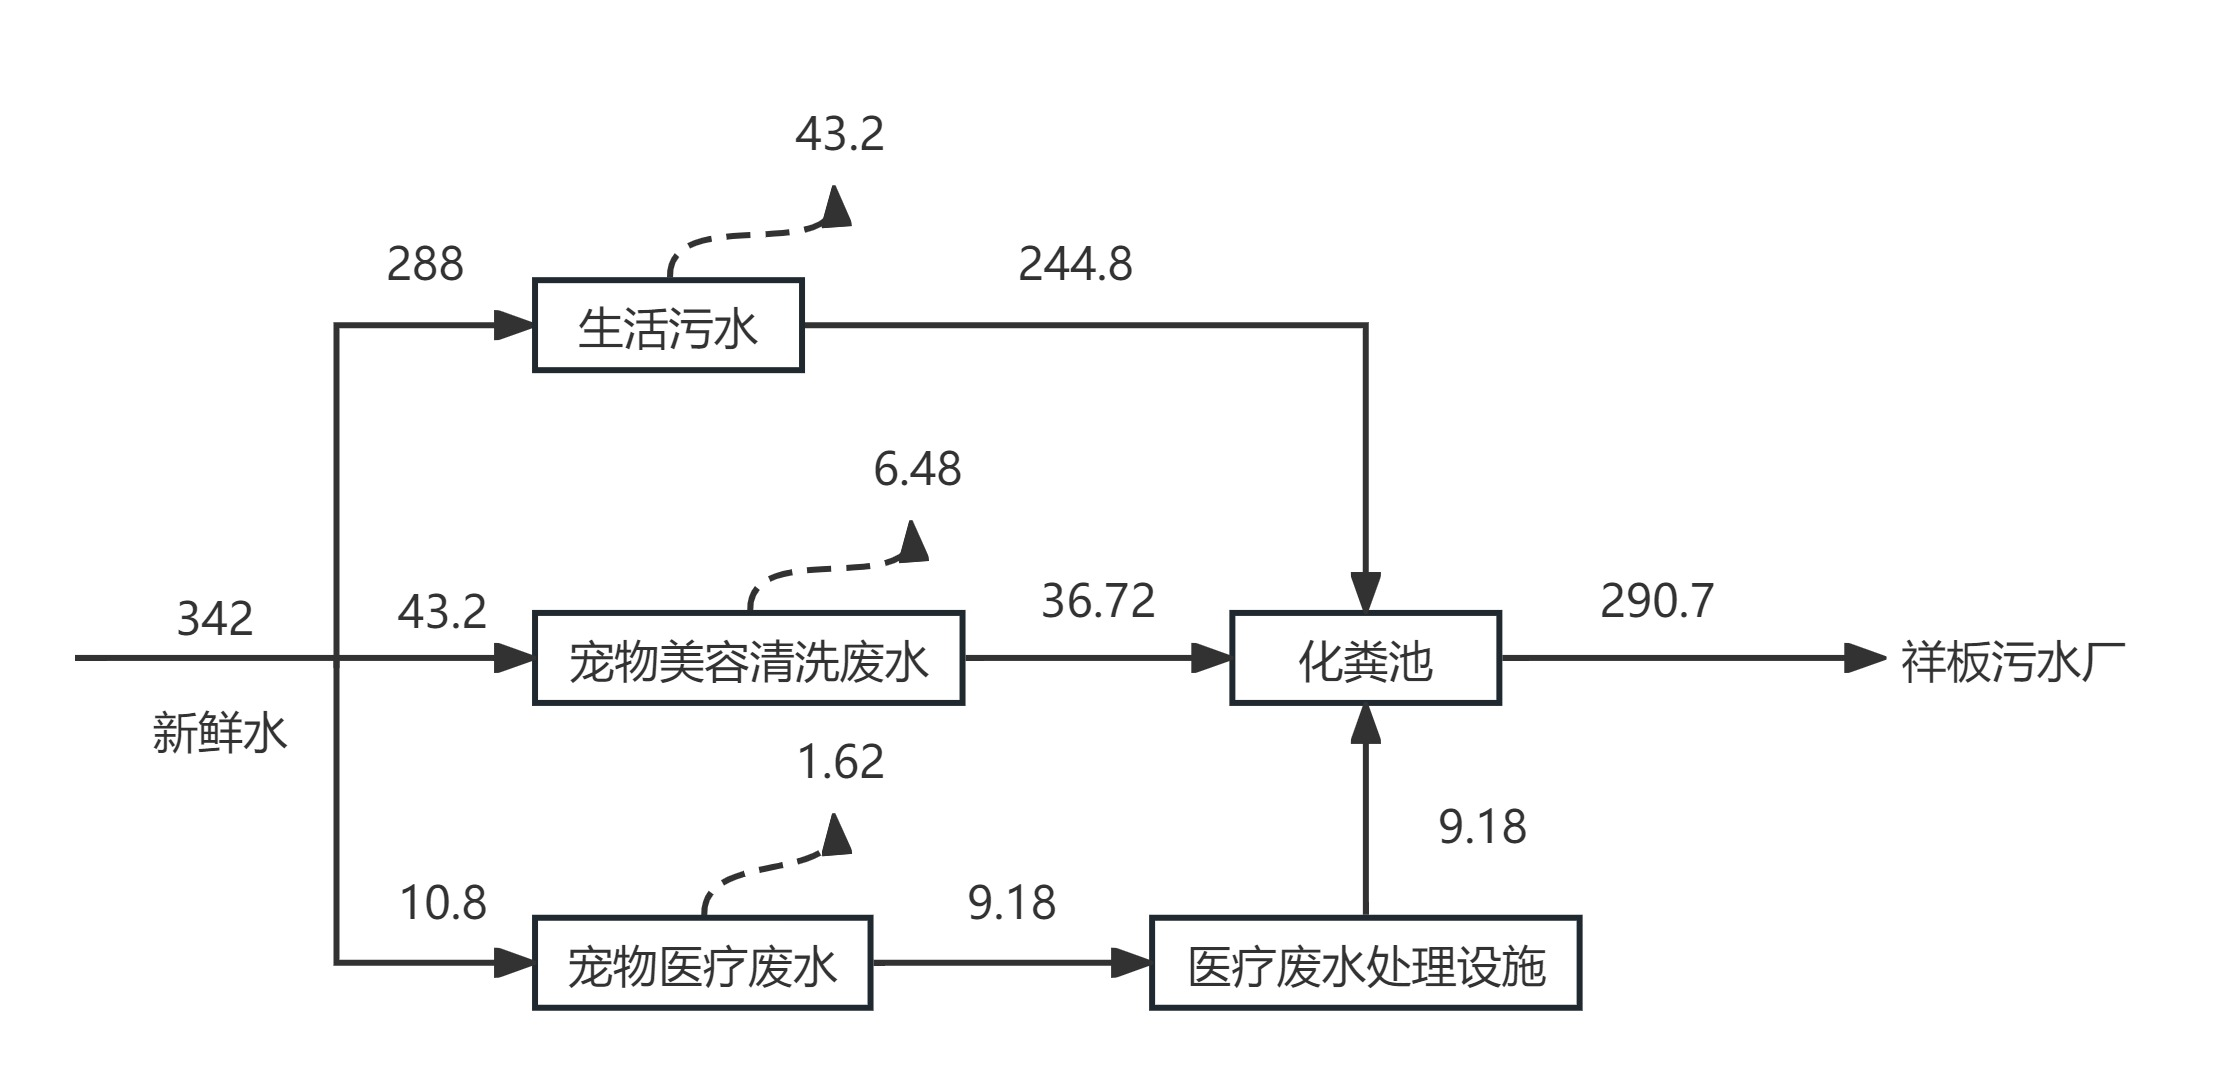 43.2
288
244.8
生活污水
6.48
342
43.2
36.72
290.7
宠物美容清洗废水
化粪池
祥板污水厂
新鲜水
1.62
9.18
10.8
9.18
宠物医疗废水
医疗废水处理设施